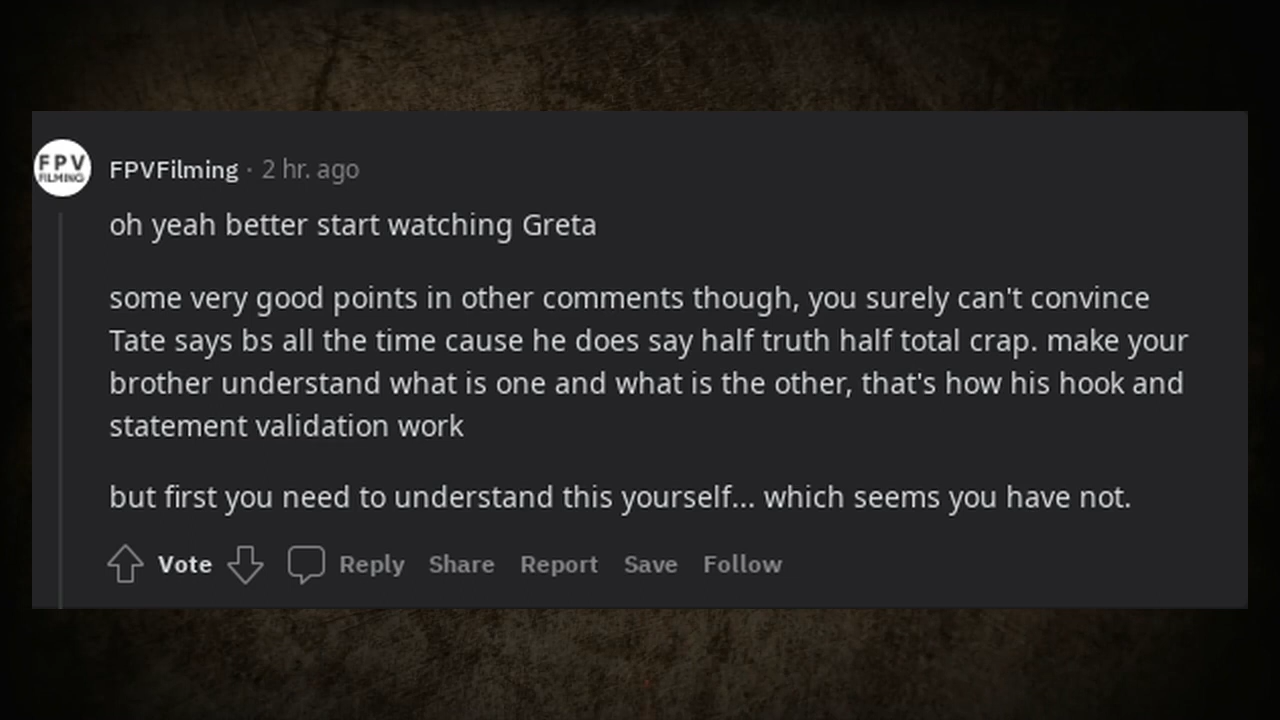 FPV
FILMING
FPVFilming · 2 hr. ago
oh yeah better start watching Greta
some very good points in other comments though, you surely can't convince
Tate says bs all the time cause he does say half truth half total crap. make your
brother understand what is one and what is the other, that's how his hook and
statement validation work
but first you need to understand this yourself... which seems you have not.
Vote Reply Share Report Save Follow